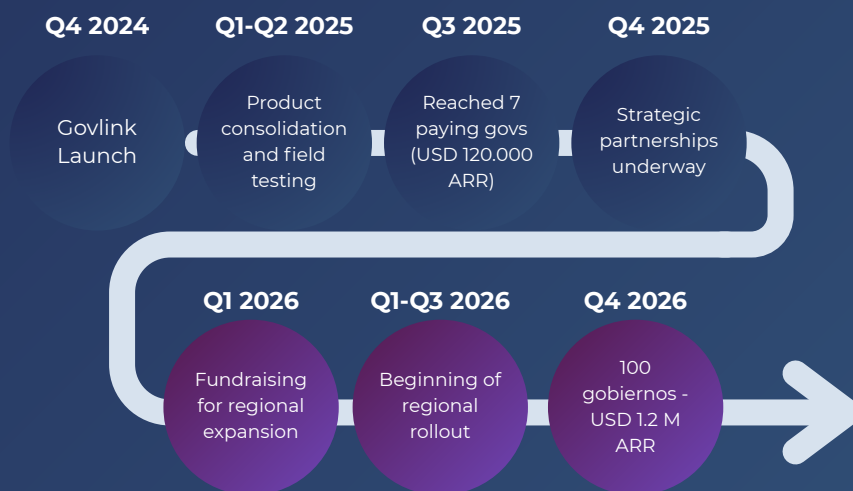 Q4 2024
Govlink
Launch
Q1-Q2 2025
Product
consolidation
and field
testing
Q3 2025
Reached 7
paying govs
(USD 120.000
ARR)
Q4 2025
Strategic
partnerships
underway
Q1 2026
Fundraising
for regional
expansion
Q1-Q3 2026
Beginning of
regional
rollout
Q4 2026
100
gobiernos -
USD 1.2 M
ARR